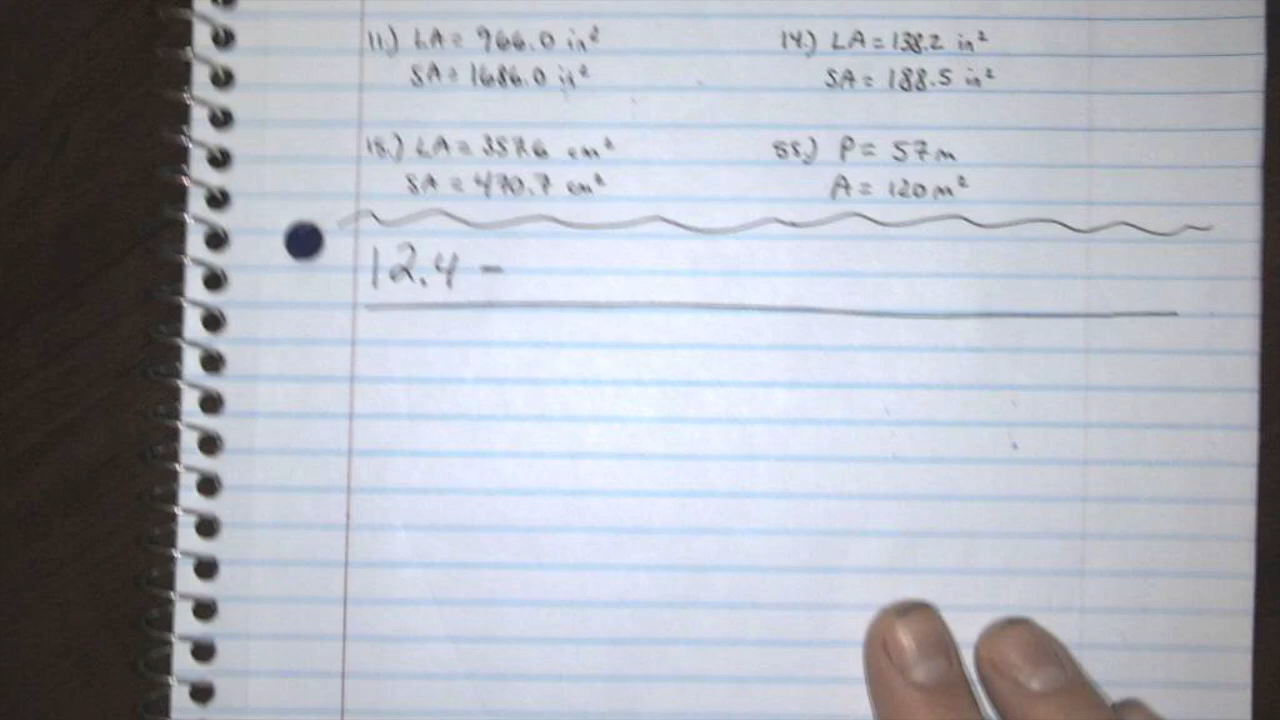 11.) LA = 966.0 in²
SA = 1686.0 in²
14.) LA = 138.2 in²
SA = 188.5 in²
LA = 357.6 cm²
SA = 470.7 cm²
55.) P = 57 m
A = 120 m²
12.4 -